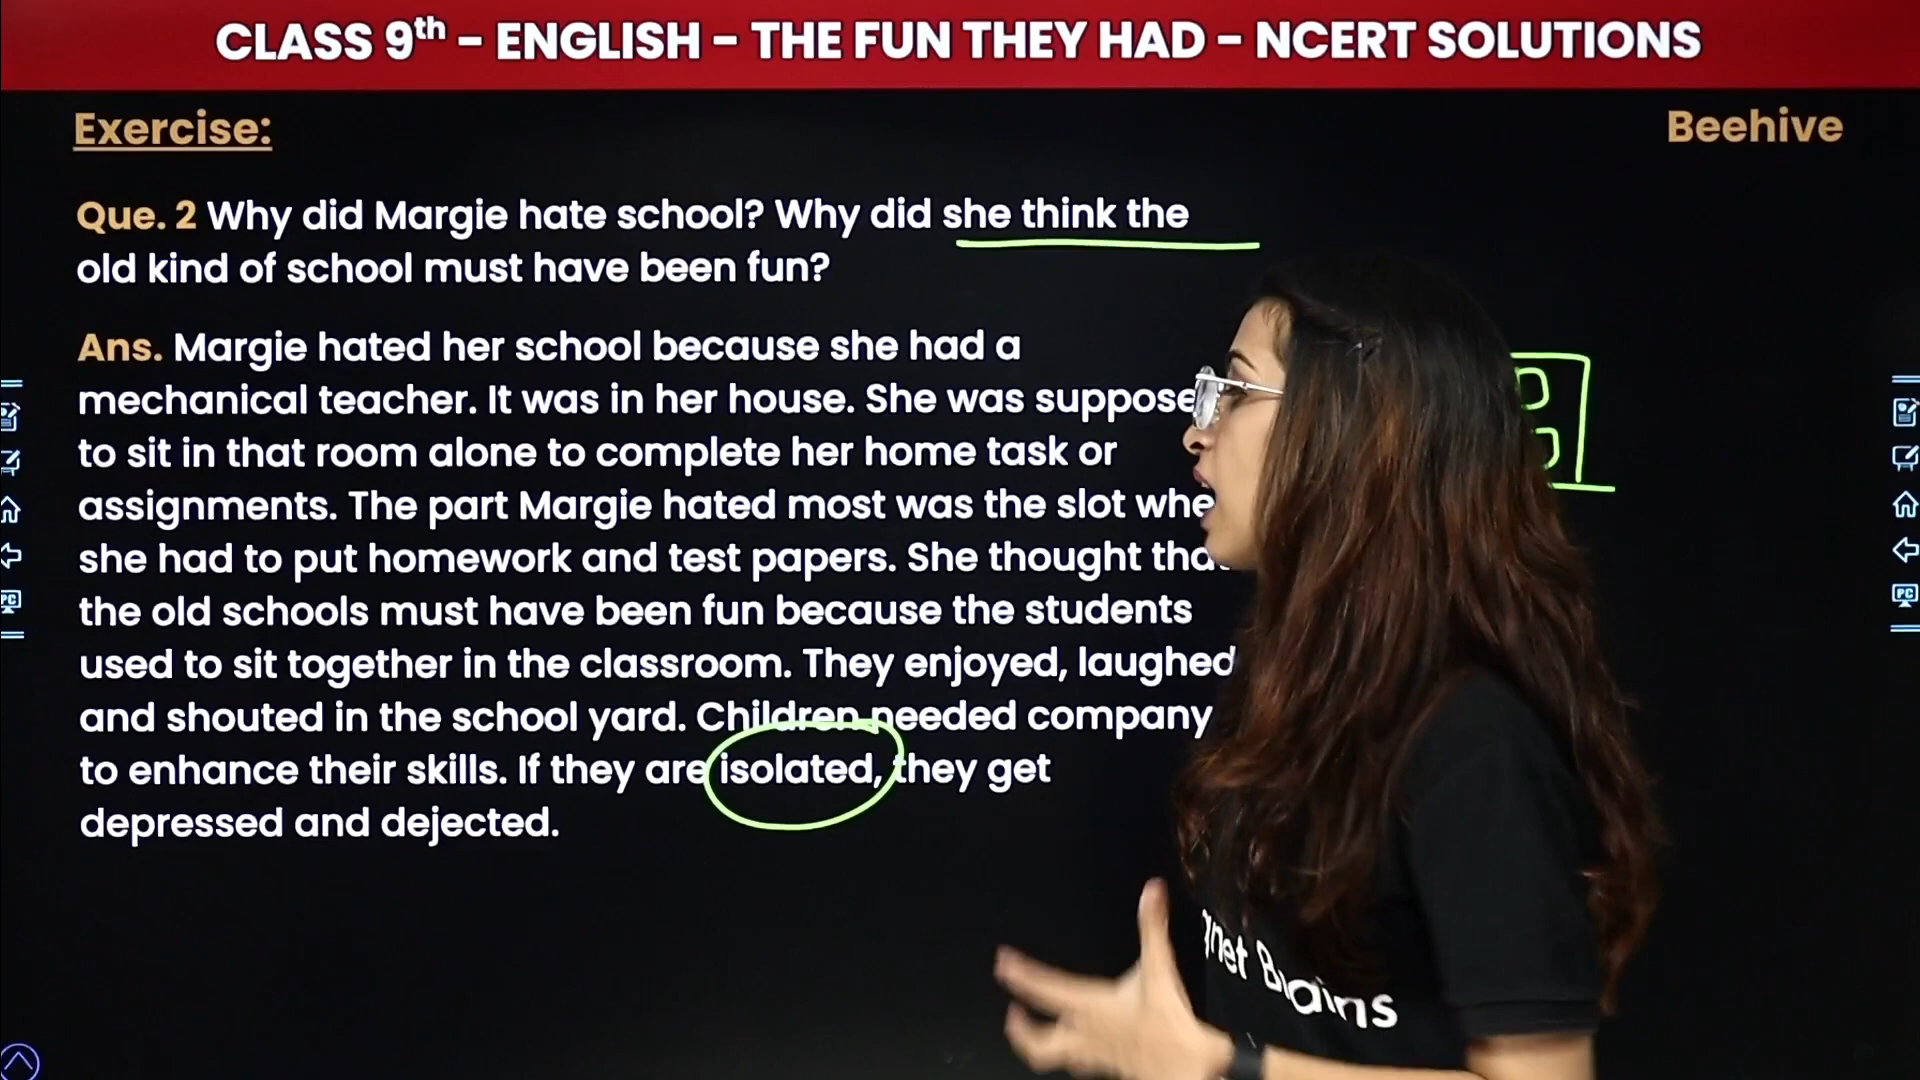 CLASS 9th - ENGLISH - THE FUN THEY HAD - NCERT SOLUTIONS
Exercise:
Beehive
Que. 2 Why did Margie hate school? Why did she think the
old kind of school must have been fun?
Ans. Margie hated her school because she had a
mechanical teacher. It was in her house. She was suppose
to sit in that room alone to complete her home task or
assignments. The part Margie hated most was the slot whe
she had to put homework and test papers. She thought tha
the old schools must have been fun because the students
used to sit together in the classroom. They enjoyed, laughed
and shouted in the school yard. Children needed company
to enhance their skills. If they are isolated, they get
depressed and dejected.
PC
PC
gnet Brains